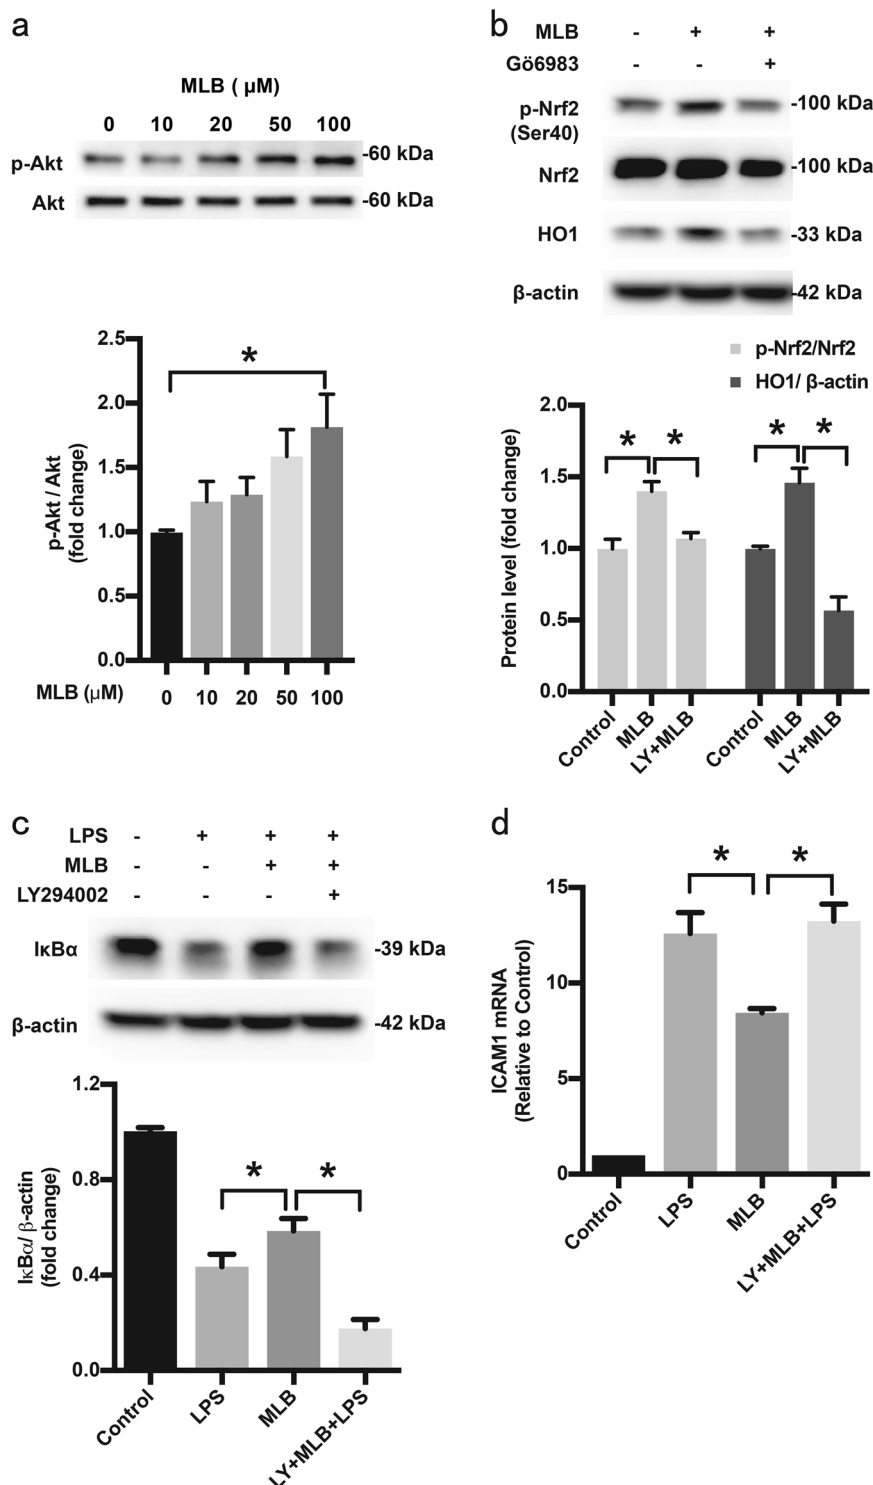 a
MLB ( μM)
0 10 20 50 100
p-Akt
-60 kDa
Akt
-60 kDa
2.5
2.0
1.5
1.0
0.5
0.0
p-Akt / Akt
(fold change)
*
MLB (μM) 0 10 20 50 100
b
MLB - + +
Gö6983 - - +
p-Nrf2
(Ser40)
-100 kDa
Nrf2
-100 kDa
HO1
-33 kDa
β-actin
-42 kDa
p-Nrf2/Nrf2
HO1/ β-actin
2.0
1.5
1.0
0.5
0.0
Protein level (fold change)
* * * *
Control MLB LY+MLB Control MLB LY+MLB
c
LPS - + + +
MLB - - + +
LY294002 - - - +
IκBα
-39 kDa
β-actin
-42 kDa
1.2
0.8
0.4
0.0
IκBα/ β-actin
(fold change)
* *
Control LPS MLB LY+MLB+LPS
d
15
10
5
0
ICAM1 mRNA
(Relative to Control)
* *
Control LPS MLB LY+MLB+LPS